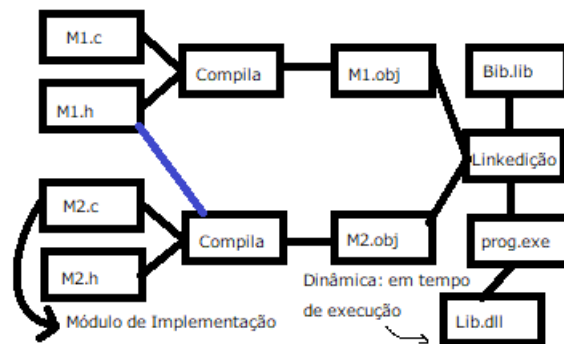 M1.c
Compila
M1.obj
Bib.lib
M1.h
Linkedição
M2.c
Compila
M2.obj
prog.exe
M2.h
Dinâmica: em tempo
de execução
Módulo de Implementação
Lib.dll